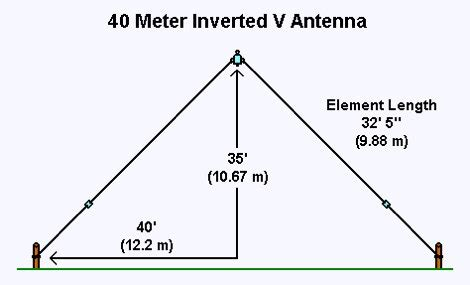 40 Meter Inverted V Antenna
Element Length
32' 5"
(9.88 m)
35'
(10.67 m)
40'
(12.2 m)